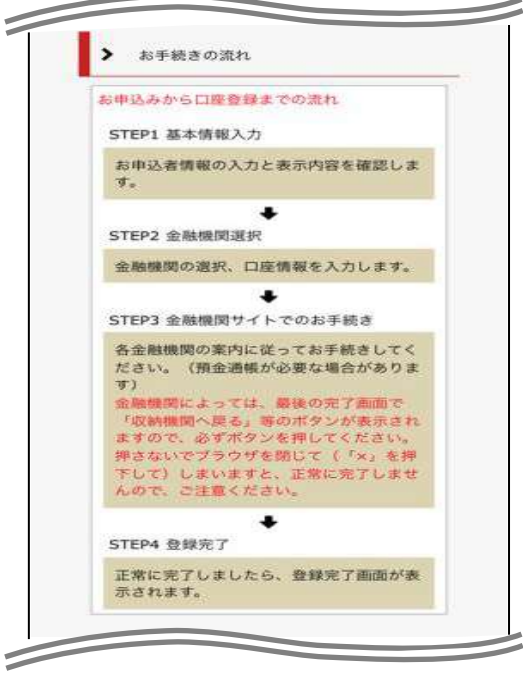 お手続きの流れ
お申込みから口座登録までの流れ
STEP1 基本情報入力
お申込者情報の入力と表示内容を確認しま
す。
STEP2 金融機関選択
金融機関の選択、口座情報を入力します。
STEP3 金融機関サイトでのお手続き
各金融機関の案内に従ってお手続きしてく
ださい。（預金通帳が必要な場合がありま
す）
金融機関によっては、最後の完了画面で
「収納機関へ戻る」等のボタンが表示され
ますので、必ずボタンを押してください。
押さないでブラウザを閉じて（「×」を押
下して）しまいますと、正常に完了しませ
んので、ご注意ください。
STEP4 登録完了
正常に完了しましたら、登録完了画面が表
示されます。